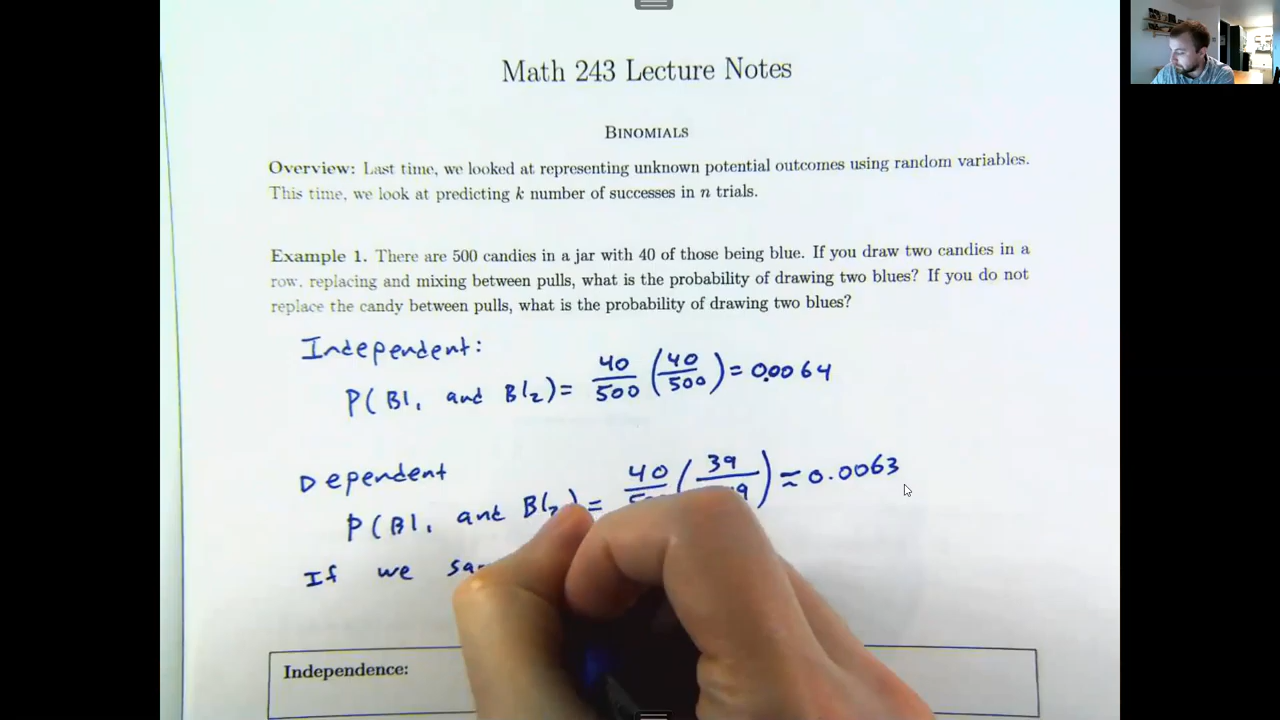 Math 243 Lecture Notes
BINOMIALS
Overview: Last time, we looked at representing unknown potential outcomes using random variables.
This time, we look at predicting k number of successes in n trials.
Example 1. There are 500 candies in a jar with 40 of those being blue. If you draw two candies in a
row, replacing and mixing between pulls, what is the probability of drawing two blues? If you do not
replace the candy between pulls, what is the probability of drawing two blues?
Independent:
P(Bl₁ and Bl₂) = 40/500 (40/500) = 0.0064
Dependent
P(Bl₁ and Bl₂) = 40 (39) ≈ 0.0063
If we
Independence: